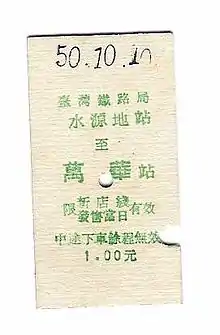 50.10.10
臺灣鐵路局
水源地站
至
萬華站
限新店綫
發售當日有效
中途下車餘程無效
1.00元